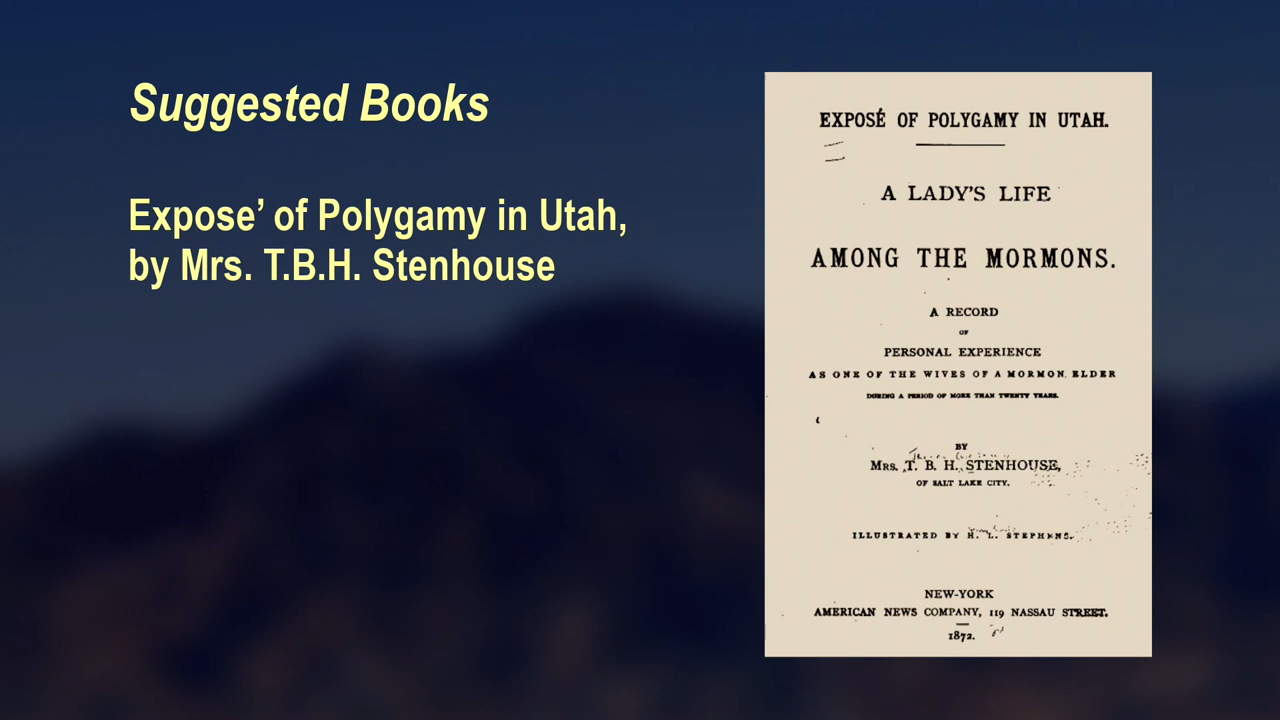 Suggested Books
Expose’ of Polygamy in Utah,
by Mrs. T.B.H. Stenhouse
EXPOSÉ OF POLYGAMY IN UTAH.
A LADY'S LIFE
AMONG THE MORMONS.
A RECORD
OF
PERSONAL EXPERIENCE
AS ONE OF THE WIVES OF A MORMON ELDER
DURING A PERIOD OF MORE THAN TWENTY YEARS.
BY
MRS. T. B. H. STENHOUSE,
OF SALT LAKE CITY.
ILLUSTRATED BY H. L. STEPHENS.
NEW-YORK
AMERICAN NEWS COMPANY, 119 NASSAU STREET.
1872.